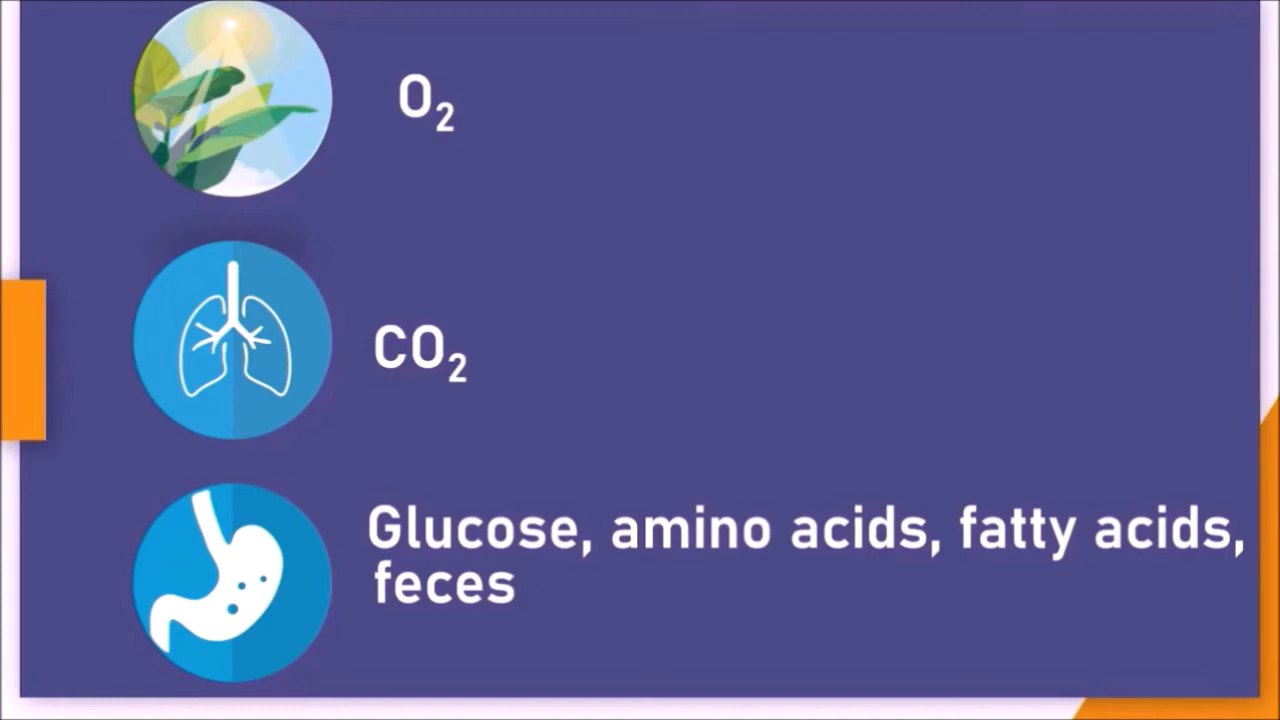 O₂
CO₂
Glucose, amino acids, fatty acids,
feces